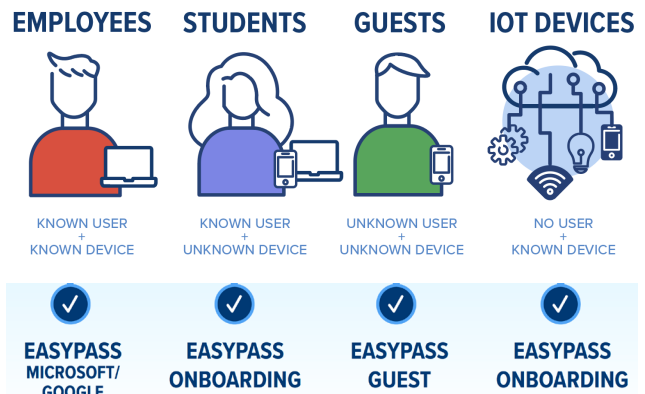 EMPLOYEES
KNOWN USER
+
KNOWN DEVICE
EASYPASS
MICROSOFT/
GOOGLE
STUDENTS
KNOWN USER
+
UNKNOWN DEVICE
EASYPASS
ONBOARDING
GUESTS
UNKNOWN USER
+
UNKNOWN DEVICE
EASYPASS
GUEST
IOT DEVICES
NO USER
+
KNOWN DEVICE
EASYPASS
ONBOARDING